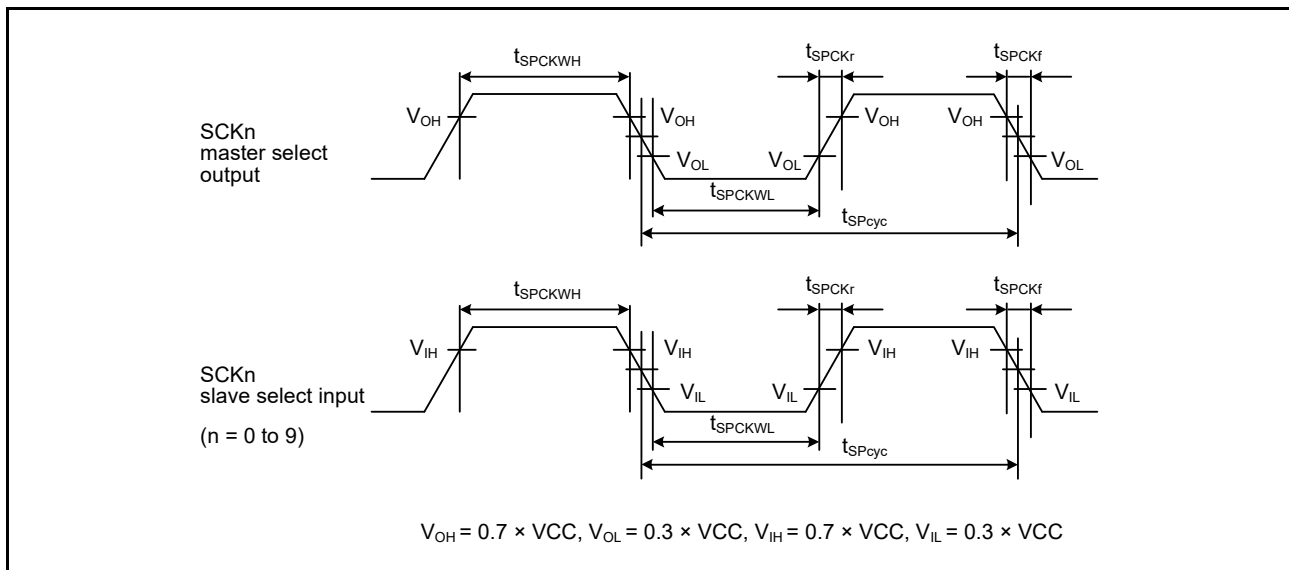 tSPCKWH
tSPCKr
tSPCKf
VOH
VOH
VOH
VOH
SCKn
master select
output
VOL
VOL
VOL
tSPCKWL
tSPcyc
tSPCKWH
tSPCKr
tSPCKf
VIH
VIH
VIH
VIH
SCKn
slave select input
(n = 0 to 9)
VIL
VIL
VIL
tSPCKWL
tSPcyc
VOH = 0.7 × VCC, VOL = 0.3 × VCC, VIH = 0.7 × VCC, VIL = 0.3 × VCC